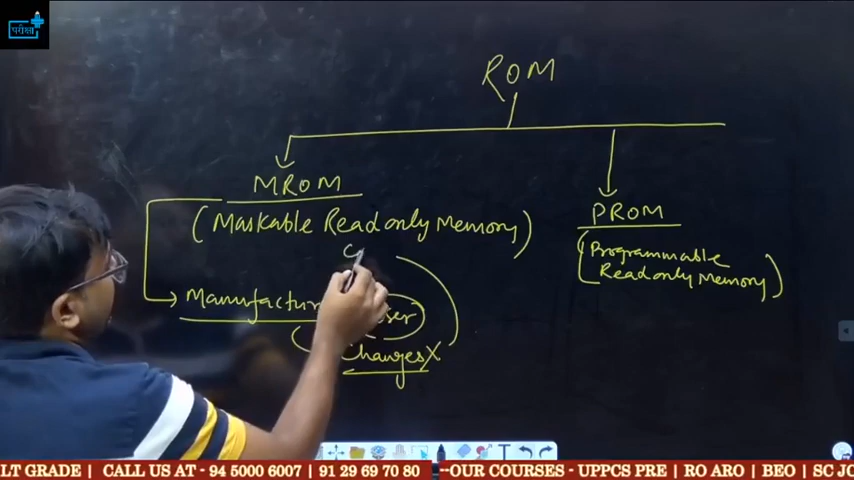 परीक्षा
ROM
MROM
(Maskable Read only Memory)
PROM
(Programmable
Read only Memory)
Changes X
LT GRADE | CALL US AT - 94 5000 6007 | 91 29 69 70 80 --OUR COURSES - UPPCS PRE | RO ARO | BEO | SC JC